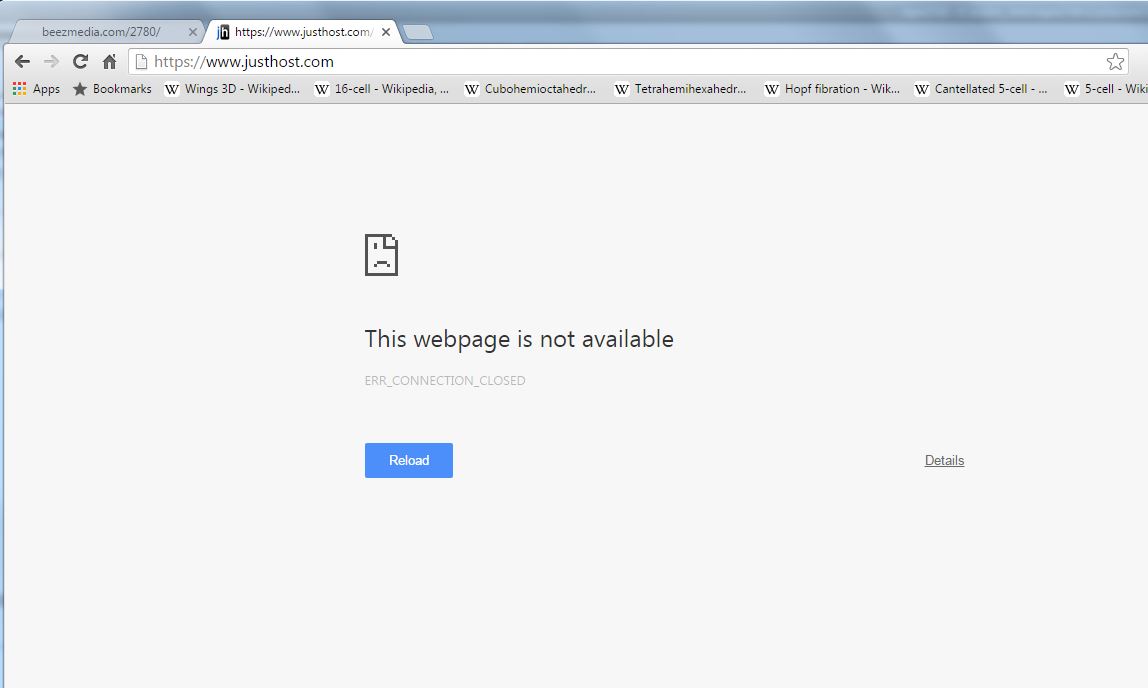 beezmedia.com/2780/
jh https://www.justhost.com/
https://www.justhost.com
Apps Bookmarks W Wings 3D - Wikiped... W 16-cell - Wikipedia, ... W Cubohemioctahedr... W Tetrahemihexahedr... W Hopf fibration - Wik... W Cantellated 5-cell - ... W 5-cell - Wiki
This webpage is not available
ERR_CONNECTION_CLOSED
Reload Details